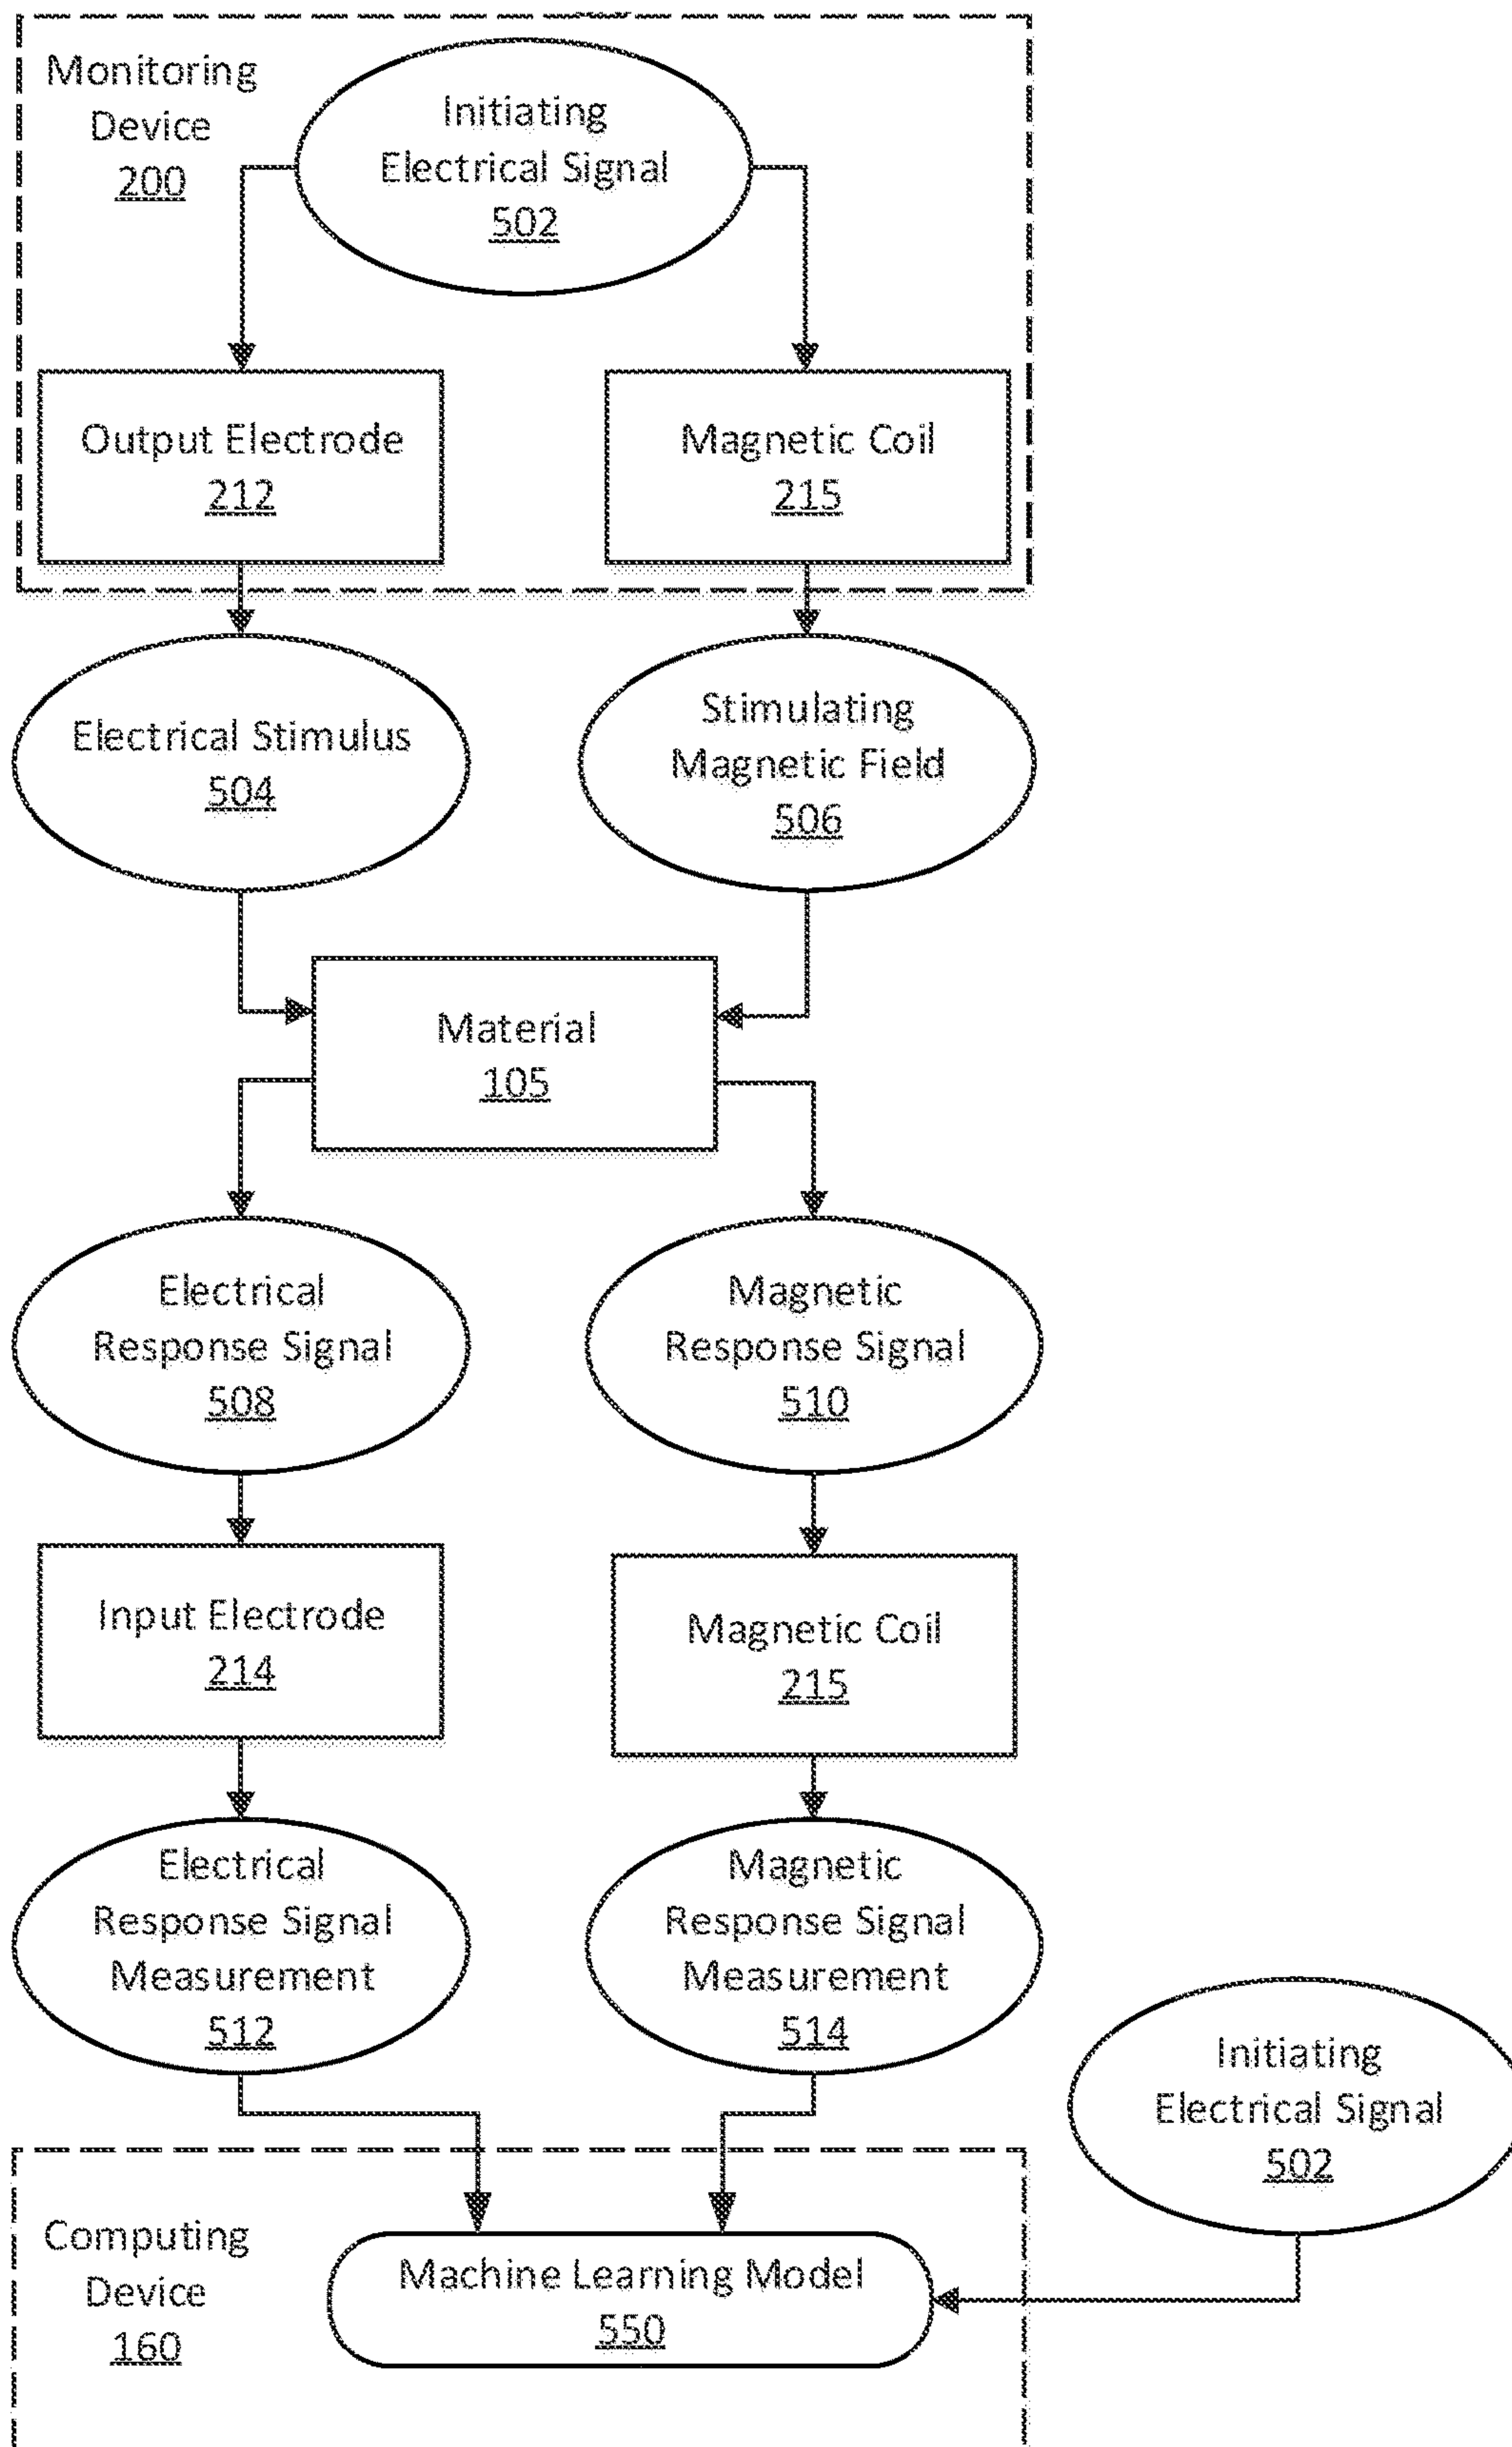 Monitoring
Device
200
Initiating
Electrical Signal
502
Output Electrode
212
Magnetic Coil
215
Electrical Stimulus
504
Stimulating
Magnetic Field
506
Material
105
Electrical
Response Signal
508
Magnetic
Response Signal
510
Input Electrode
214
Magnetic Coil
215
Electrical
Response Signal
Measurement
512
Magnetic
Response Signal
Measurement
514
Initiating
Electrical Signal
502
Computing
Device
160
Machine Learning Model
550